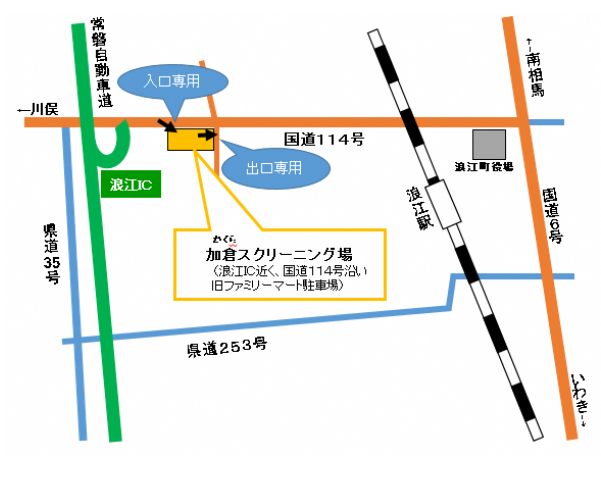 常磐自動車道
入口専用
←南相馬
←川俣
国道114号
出口専用
浪江町役場
浪江IC
浪江駅
国道6号
県道35号
かくら
加倉スクリーニング場
（浪江IC近く、国道114号沿い
旧ファミリーマート駐車場）
県道253号
いわき→